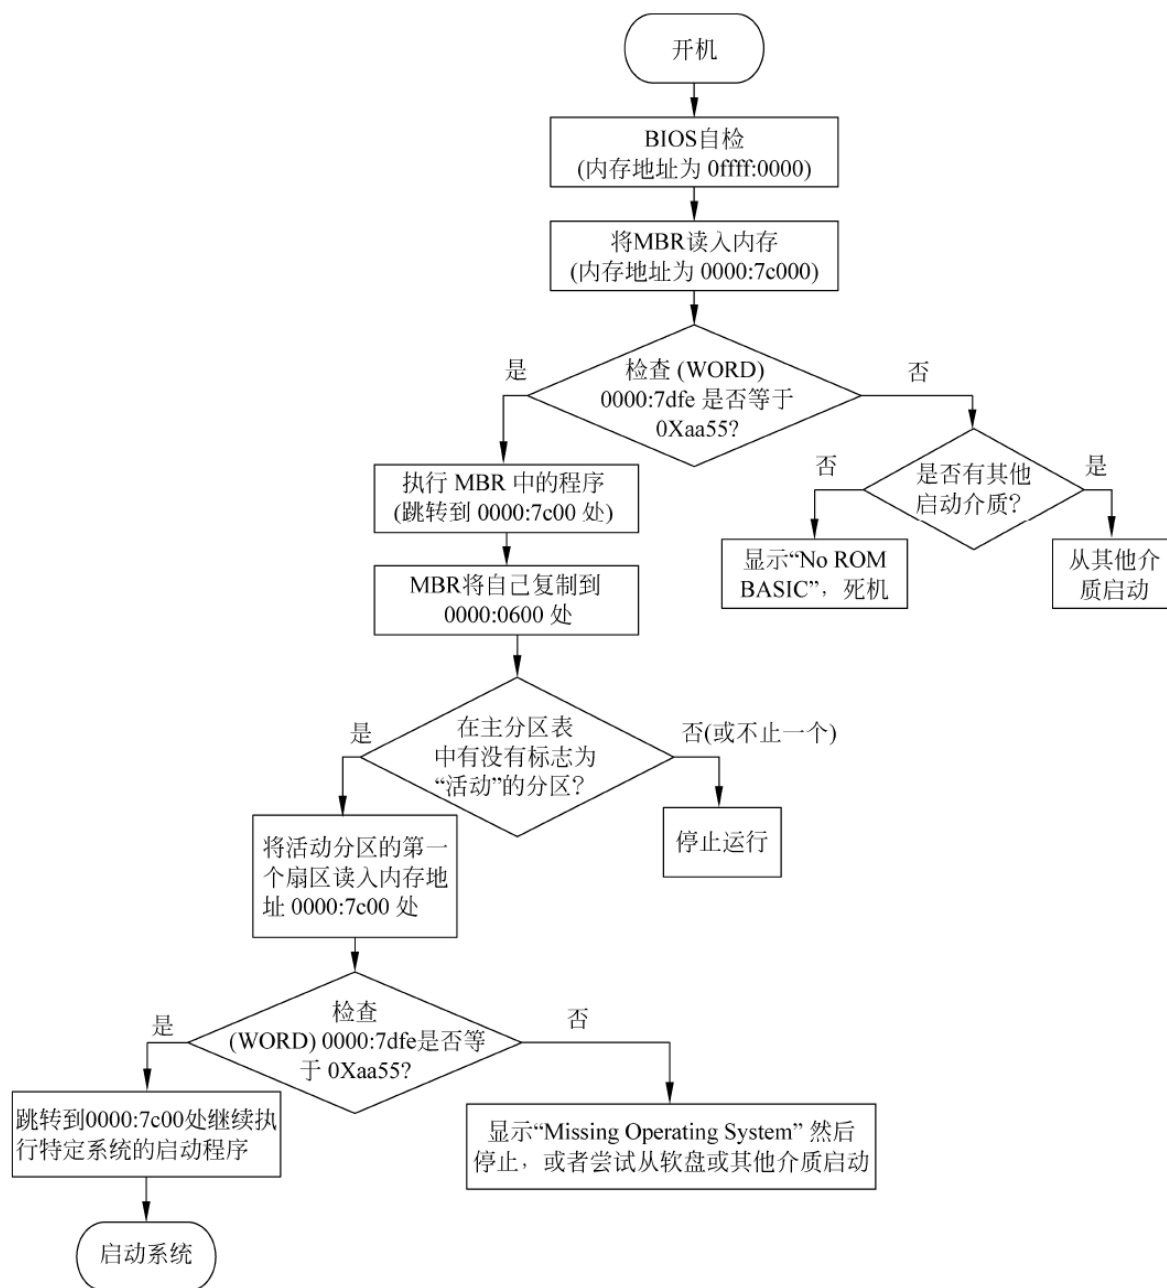 开机
BIOS自检
(内存地址为 0ffff:0000)
将MBR读入内存
(内存地址为 0000:7c000)
检查 (WORD)
0000:7dfe 是否等于
0Xaa55?
是
否
执行 MBR 中的程序
(跳转到 0000:7c00 处)
是否有其他
启动介质?
否
是
显示“No ROM
BASIC”，死机
从其他介
质启动
MBR将自己复制到
0000:0600 处
在主分区表
中有没有标志为
“活动”的分区?
是
否(或不止一个)
将活动分区的第一
个扇区读入内存地
址 0000:7c00 处
停止运行
检查
(WORD) 0000:7dfe是否等
于 0Xaa55?
是
否
跳转到0000:7c00处继续执
行特定系统的启动程序
显示“Missing Operating System” 然后
停止，或者尝试从软盘或其他介质启动
启动系统